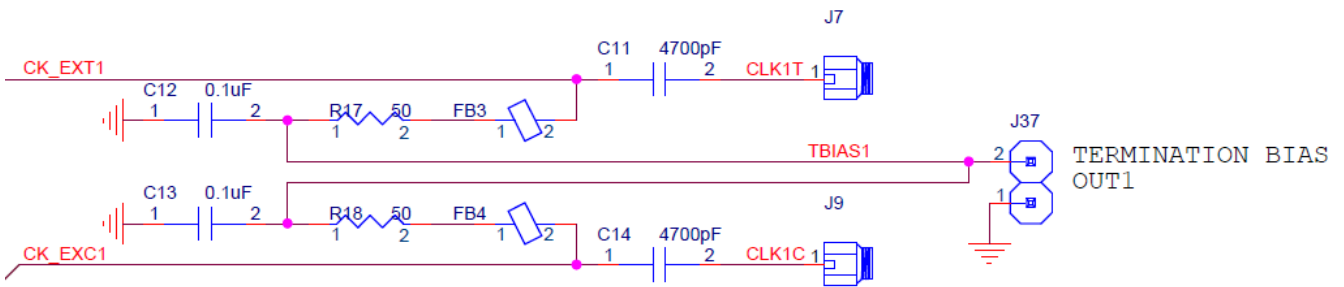 J7
C11 4700pF
CK_EXT1 1 2 CLK1T 1
C12 0.1uF
1 2 R17 50 FB3
1 2 1 2
J37
TBIAS1 2 TERMINATION BIAS
OUT1
C13 0.1uF 1
1 2 R18 50 FB4 J9
1 2 1 2
C14 4700pF
CK_EXC1 1 2 CLK1C 1